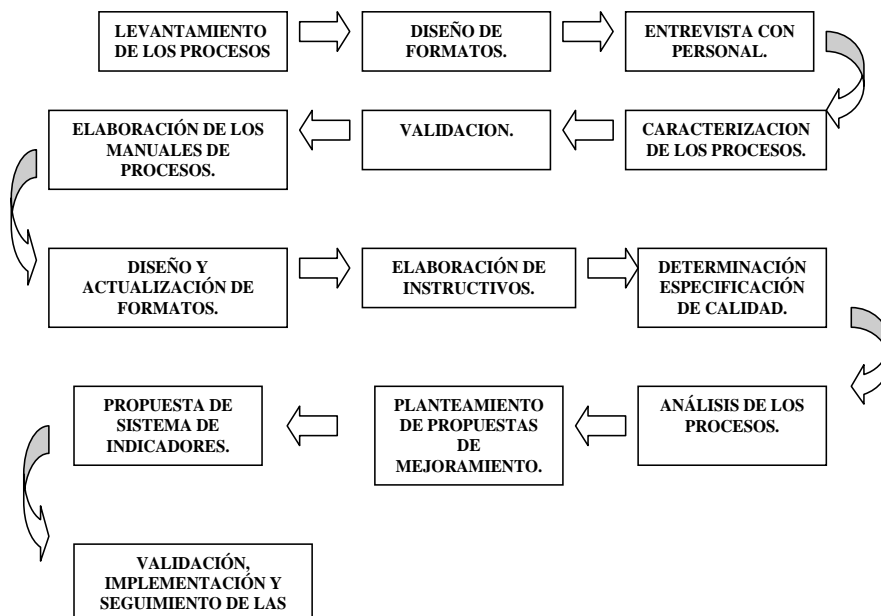 LEVANTAMIENTO
DE LOS PROCESOS
DISEÑO DE
FORMATOS.
ENTREVISTA CON
PERSONAL.
ELABORACIÓN DE LOS
MANUALES DE
PROCESOS.
VALIDACION.
CARACTERIZACION
DE LOS PROCESOS.
DISEÑO Y
ACTUALIZACIÓN DE
FORMATOS.
ELABORACIÓN DE
INSTRUCTIVOS.
DETERMINACIÓN
ESPECIFICACIÓN
DE CALIDAD.
PROPUESTA DE
SISTEMA DE
INDICADORES.
PLANTEAMIENTO
DE PROPUESTAS
DE
MEJORAMIENTO.
ANÁLISIS DE LOS
PROCESOS.
VALIDACIÓN,
IMPLEMENTACIÓN Y
SEGUIMIENTO DE LAS